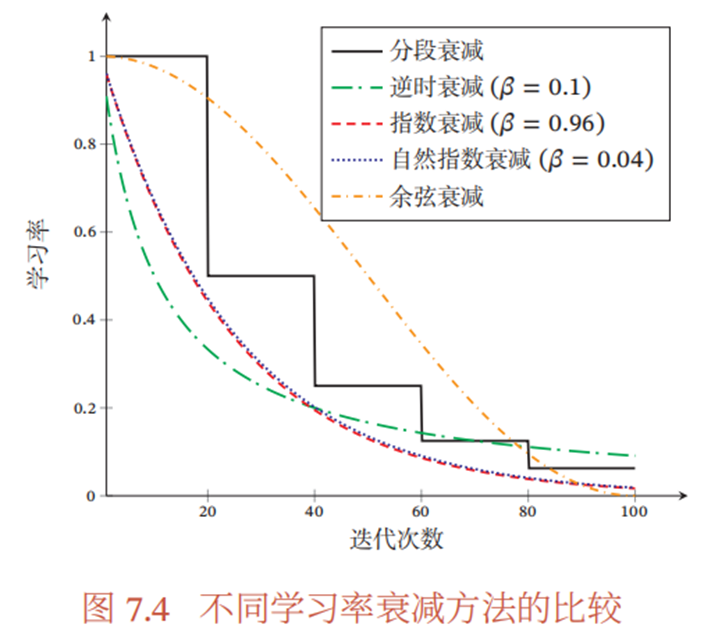 分段衰减
逆时衰减 (β = 0.1)
指数衰减 (β = 0.96)
自然指数衰减 (β = 0.04)
余弦衰减
学习率
1
0.8
0.6
0.4
0.2
0
20 40 60 80 100
迭代次数
图 7.4 不同学习率衰减方法的比较